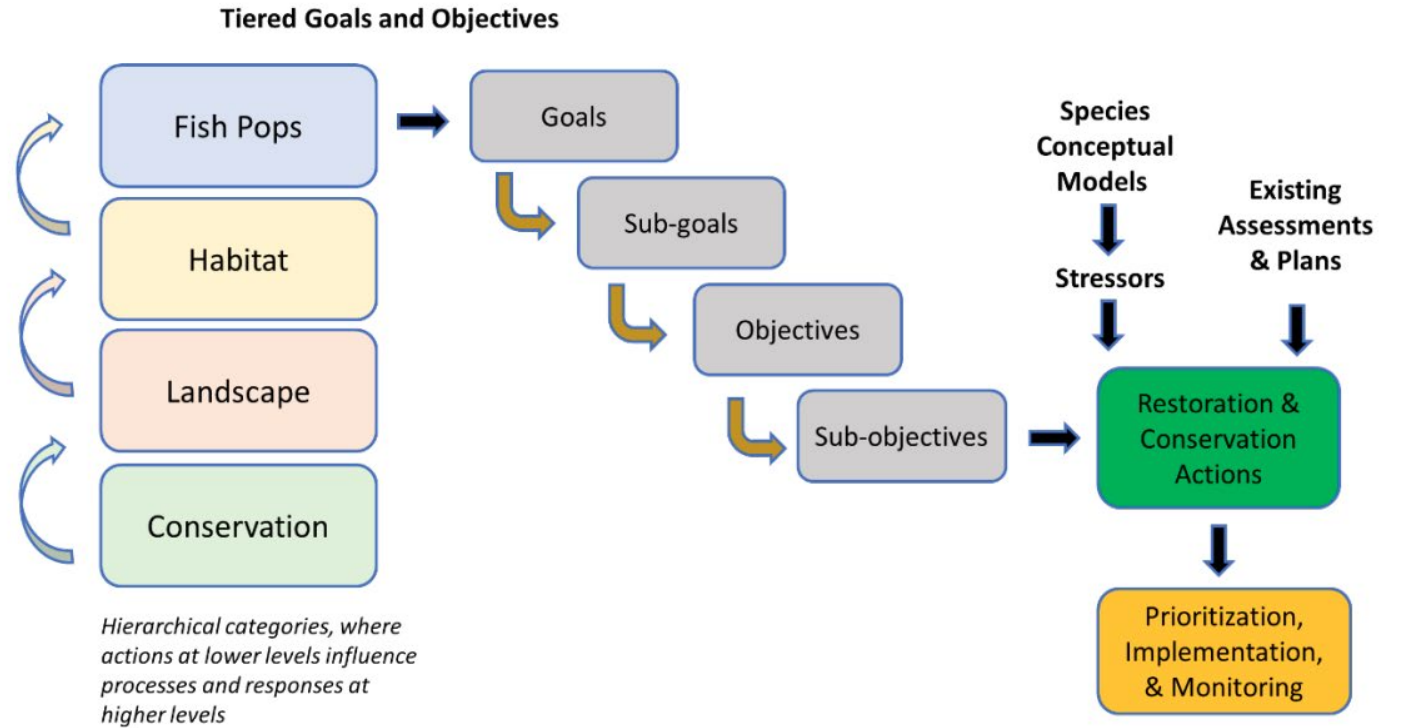 Tiered Goals and Objectives
Fish Pops
Habitat
Landscape
Conservation
Hierarchical categories, where
actions at lower levels influence
processes and responses at
higher levels
Goals
Sub-goals
Objectives
Sub-objectives
Species
Conceptual
Models
Stressors
Existing
Assessments
& Plans
Restoration &
Conservation
Actions
Prioritization,
Implementation,
& Monitoring